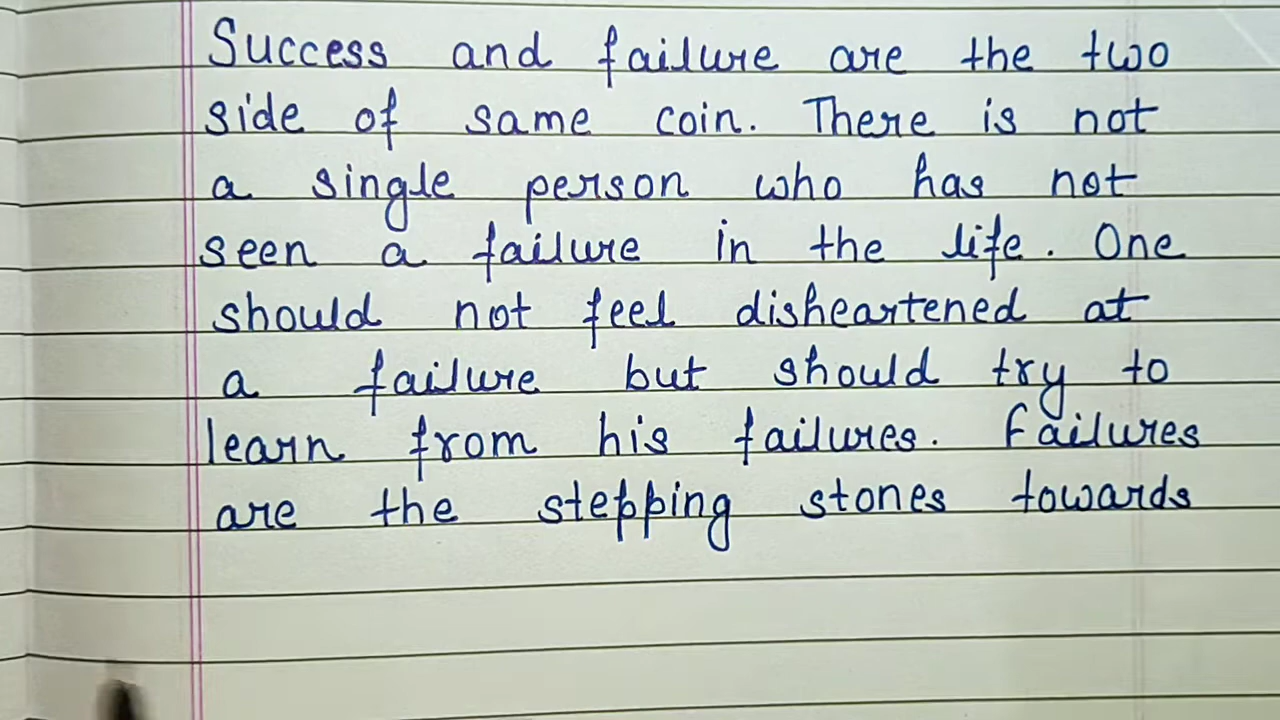 Success and failure are the two
side of same coin. There is not
a single person who has not
seen a failure in the life. One
should not feel disheartened at
a failure but should try to
learn from his failures. Failures
are the stepping stones towards